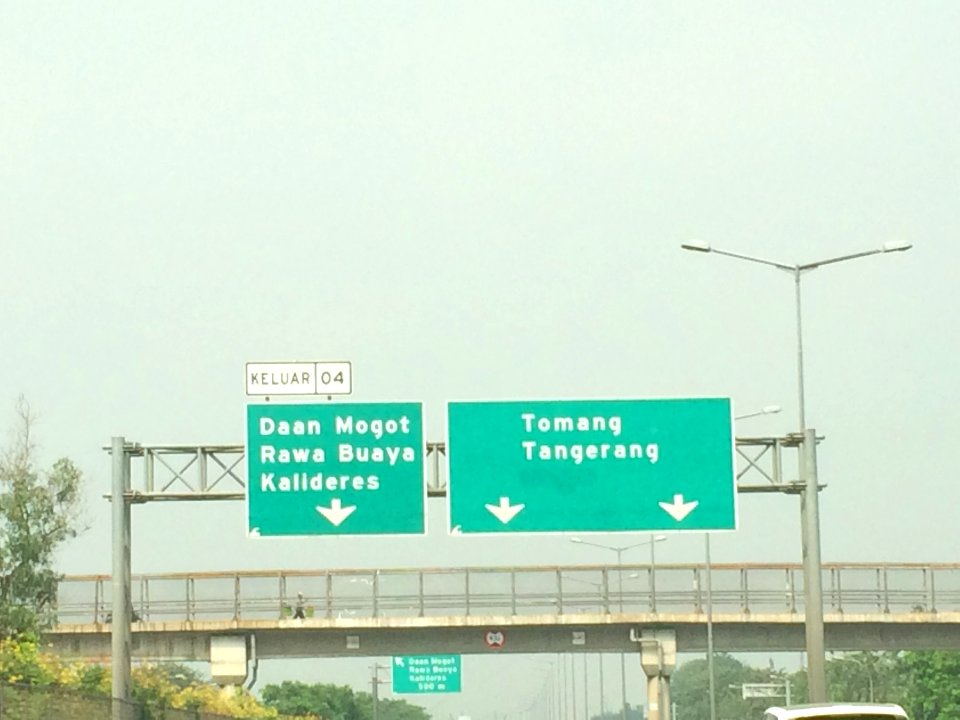 KELUAR 04
Daan Mogot
Rawa Buaya
Kalideres
Tomang
Tangerang
Daan Mogot
Rawa Buaya
Kalideres
500 m